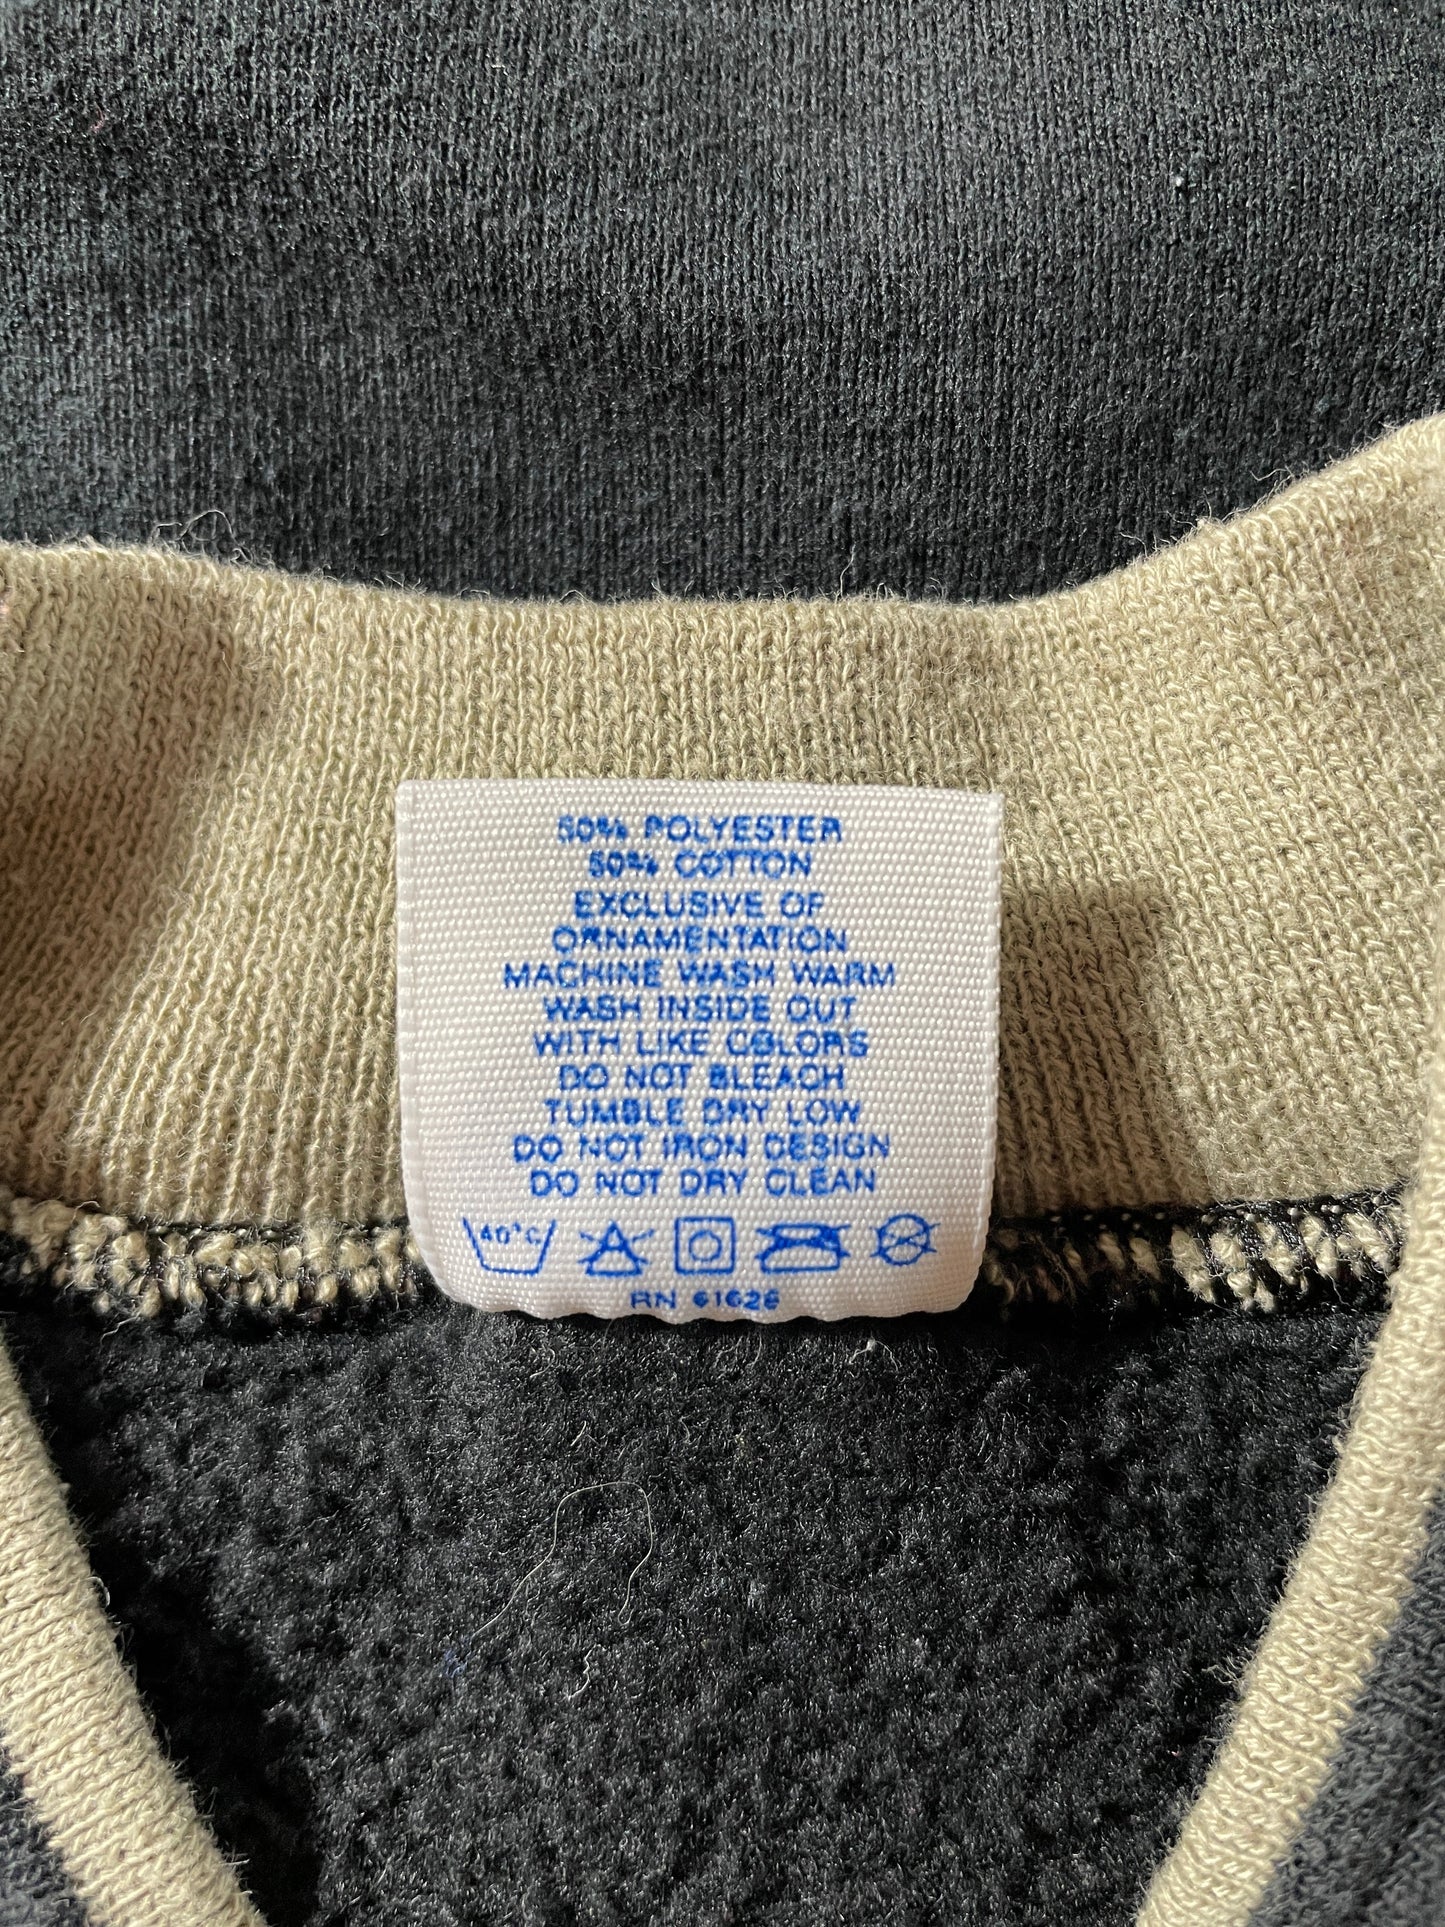 50% POLYESTER
50% COTTON
EXCLUSIVE OF
ORNAMENTATION
MACHINE WASH WARM
WASH INSIDE OUT
WITH LIKE COLORS
DO NOT BLEACH
TUMBLE DRY LOW
DO NOT IRON DESIGN
DO NOT DRY CLEAN
40°C
RN 61628